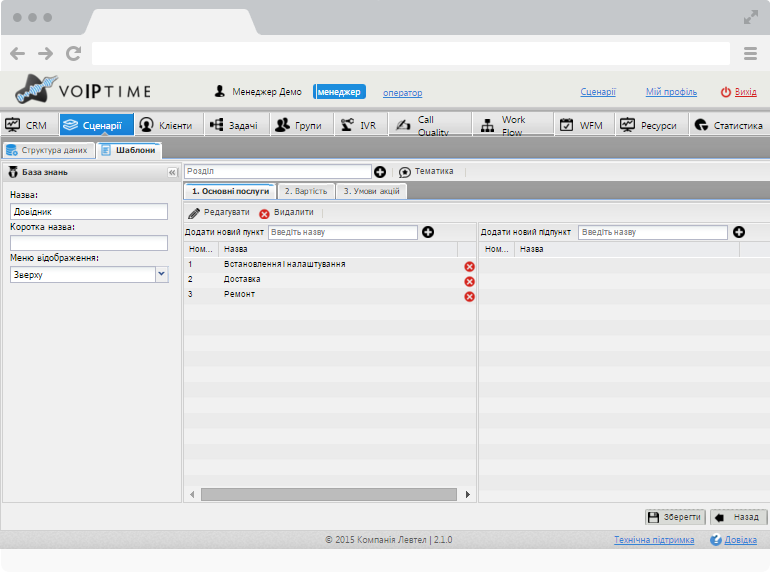 VOIPTIME
Менеджер Демо менеджер оператор Сценарії Мій профіль Вихід
CRM Сценарії Клієнти Задачі Групи IVR Call Quality Work Flow WFM Ресурси Статистика
Структура даних Шаблони
База знань
Назва:
Довідник
Коротка назва:
Меню відображення:
Зверху
Розділ Тематика
1. Основні послуги 2. Вартість 3. Умови акцій
Редагувати Видалити
Додати новий пункт Введіть назву
Ном... Назва
1 Встановлення і налаштування
2 Доставка
3 Ремонт
Додати новий підпункт Введіть назву
Ном... Назва
Зберегти Назад
© 2015 Компанія Левтел | 2.1.0 Технічна підтримка Довідка